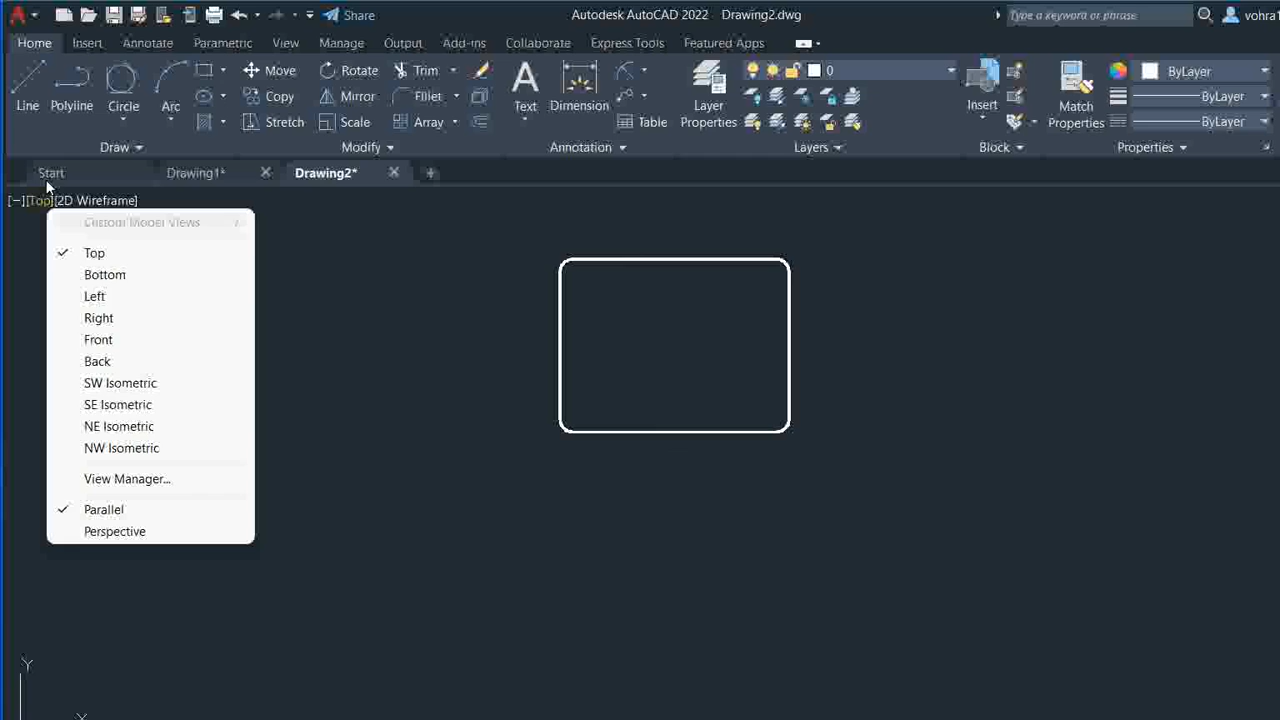 Share
Autodesk AutoCAD 2022 Drawing2.dwg
Type a keyword or phrase
vohra
Home Insert Annotate Parametric View Manage Output Add-ins Collaborate Express Tools Featured Apps
Move Rotate Trim
0
ByLayer
Line Polyline Circle Arc
Copy Mirror Fillet
Text Dimension
Layer
Properties
Insert
Match
Properties
ByLayer
Stretch Scale Array
Table
ByLayer
Draw Modify Annotation Layers Block Properties
Start Drawing1* Drawing2*
[−][Top][2D Wireframe]
Custom Model Views
Top
Bottom
Left
Right
Front
Back
SW Isometric
SE Isometric
NE Isometric
NW Isometric
View Manager...
Parallel
Perspective
Y
X